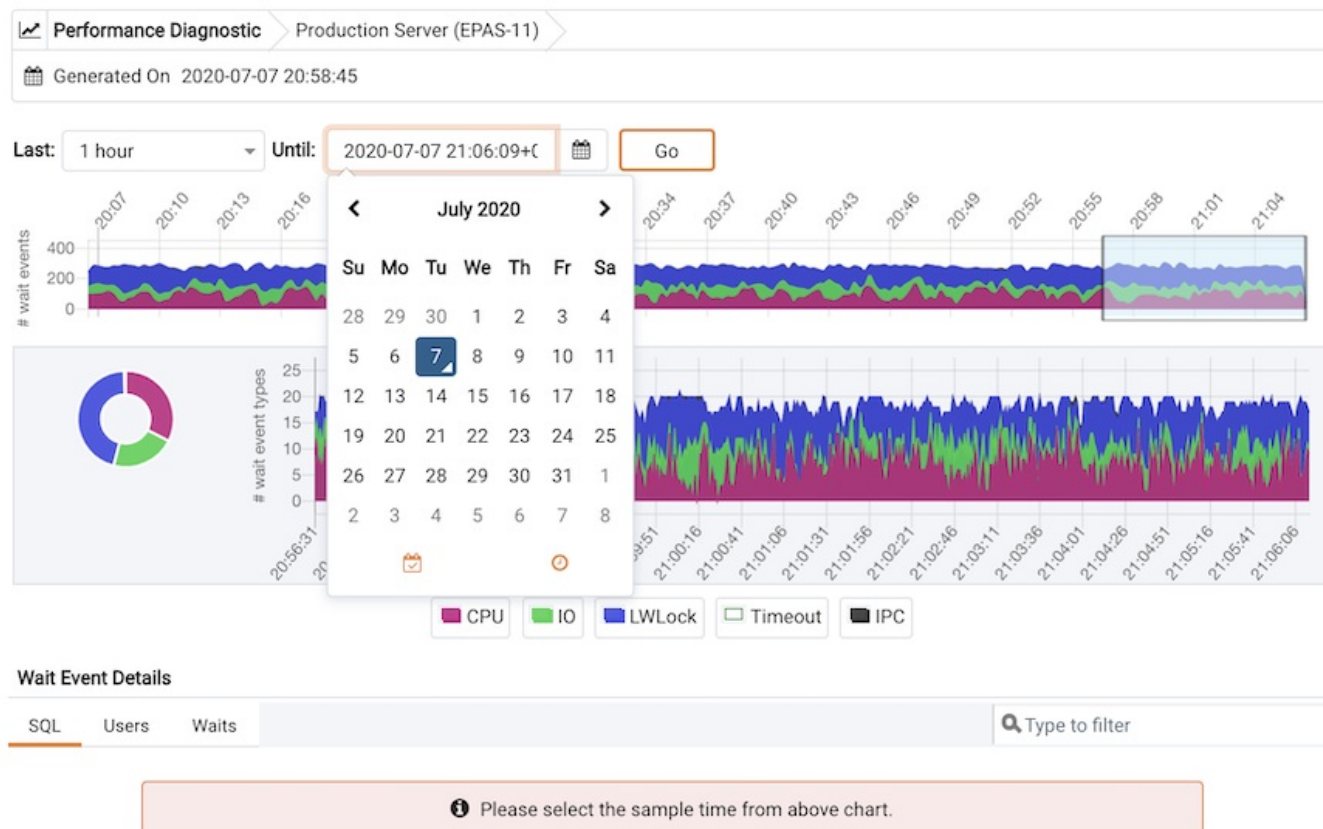 Performance Diagnostic Production Server (EPAS-11)
Generated On 2020-07-07 20:58:45
Last: 1 hour Until: 2020-07-07 21:06:09+ Go
20:07 20:10 20:13 20:16 20:34 20:37 20:40 20:43 20:46 20:49 20:52 20:55 20:58 21:01 21:04
# wait events
400
200
0
July 2020
Su Mo Tu We Th Fr Sa
28 29 30 1 2 3 4
5 6 7 8 9 10 11
12 13 14 15 16 17 18
19 20 21 22 23 24 25
26 27 28 29 30 31 1
2 3 4 5 6 7 8
# wait event types
25
20
15
10
5
0
20:56:31 21:00:16 21:00:41 21:01:06 21:01:31 21:01:56 21:02:21 21:02:46 21:03:11 21:03:36 21:04:01 21:04:26 21:04:51 21:05:16 21:05:41 21:06:06
CPU IO LWLock Timeout IPC
Wait Event Details
SQL Users Waits Type to filter
Please select the sample time from above chart.